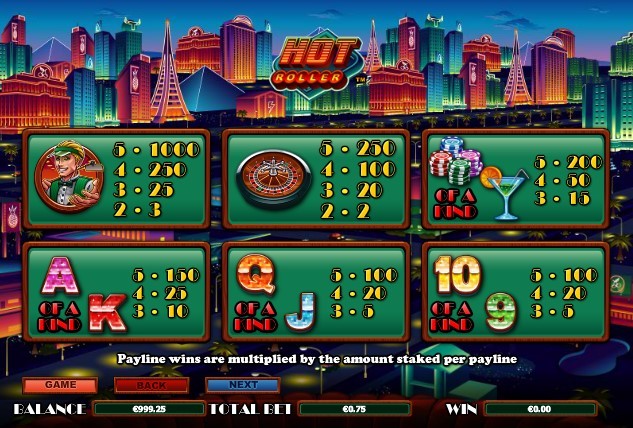 HOT
ROLLER™
5 • 1000
4 • 250
3 • 25
2 • 3
5 • 250
4 • 100
3 • 20
2 • 2
OF A
KIND
5 • 200
4 • 50
3 • 15
A
OF A
KIND
K
5 • 150
4 • 25
3 • 10
Q
OF A
KIND
J
5 • 100
4 • 20
3 • 5
10
OF A
KIND
9
5 • 100
4 • 20
3 • 5
Payline wins are multiplied by the amount staked per payline
GAME BACK NEXT
BALANCE €999.25 TOTAL BET €0.75 WIN €0.00